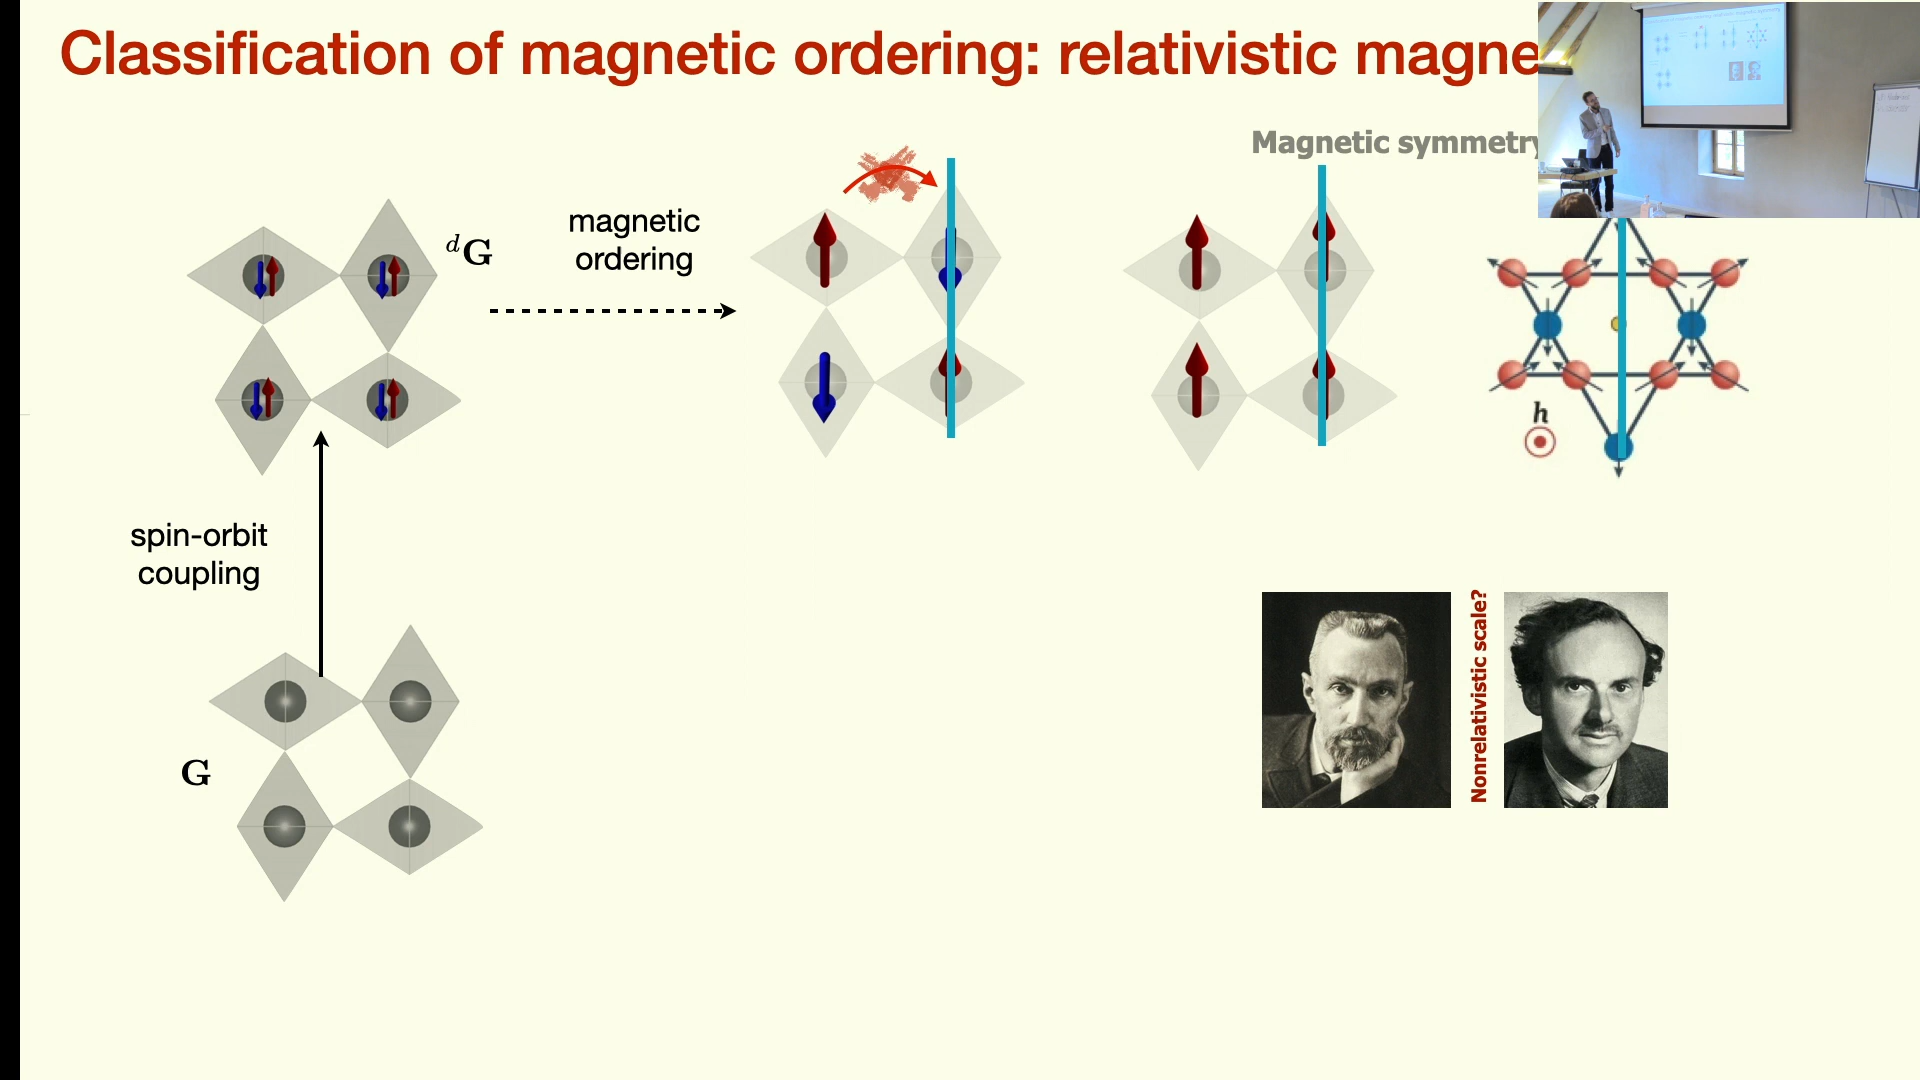 Classification of magnetic ordering: relativistic magne
Magnetic symmetry
magnetic
ordering
ᵈG
h
spin-orbit
coupling
G
Nonrelativistic scale?